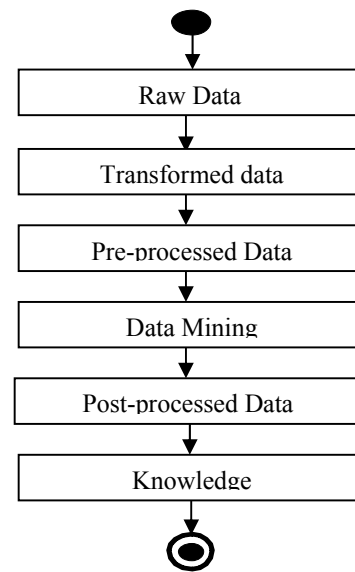 Raw Data
Transformed data
Pre-processed Data
Data Mining
Post-processed Data
Knowledge